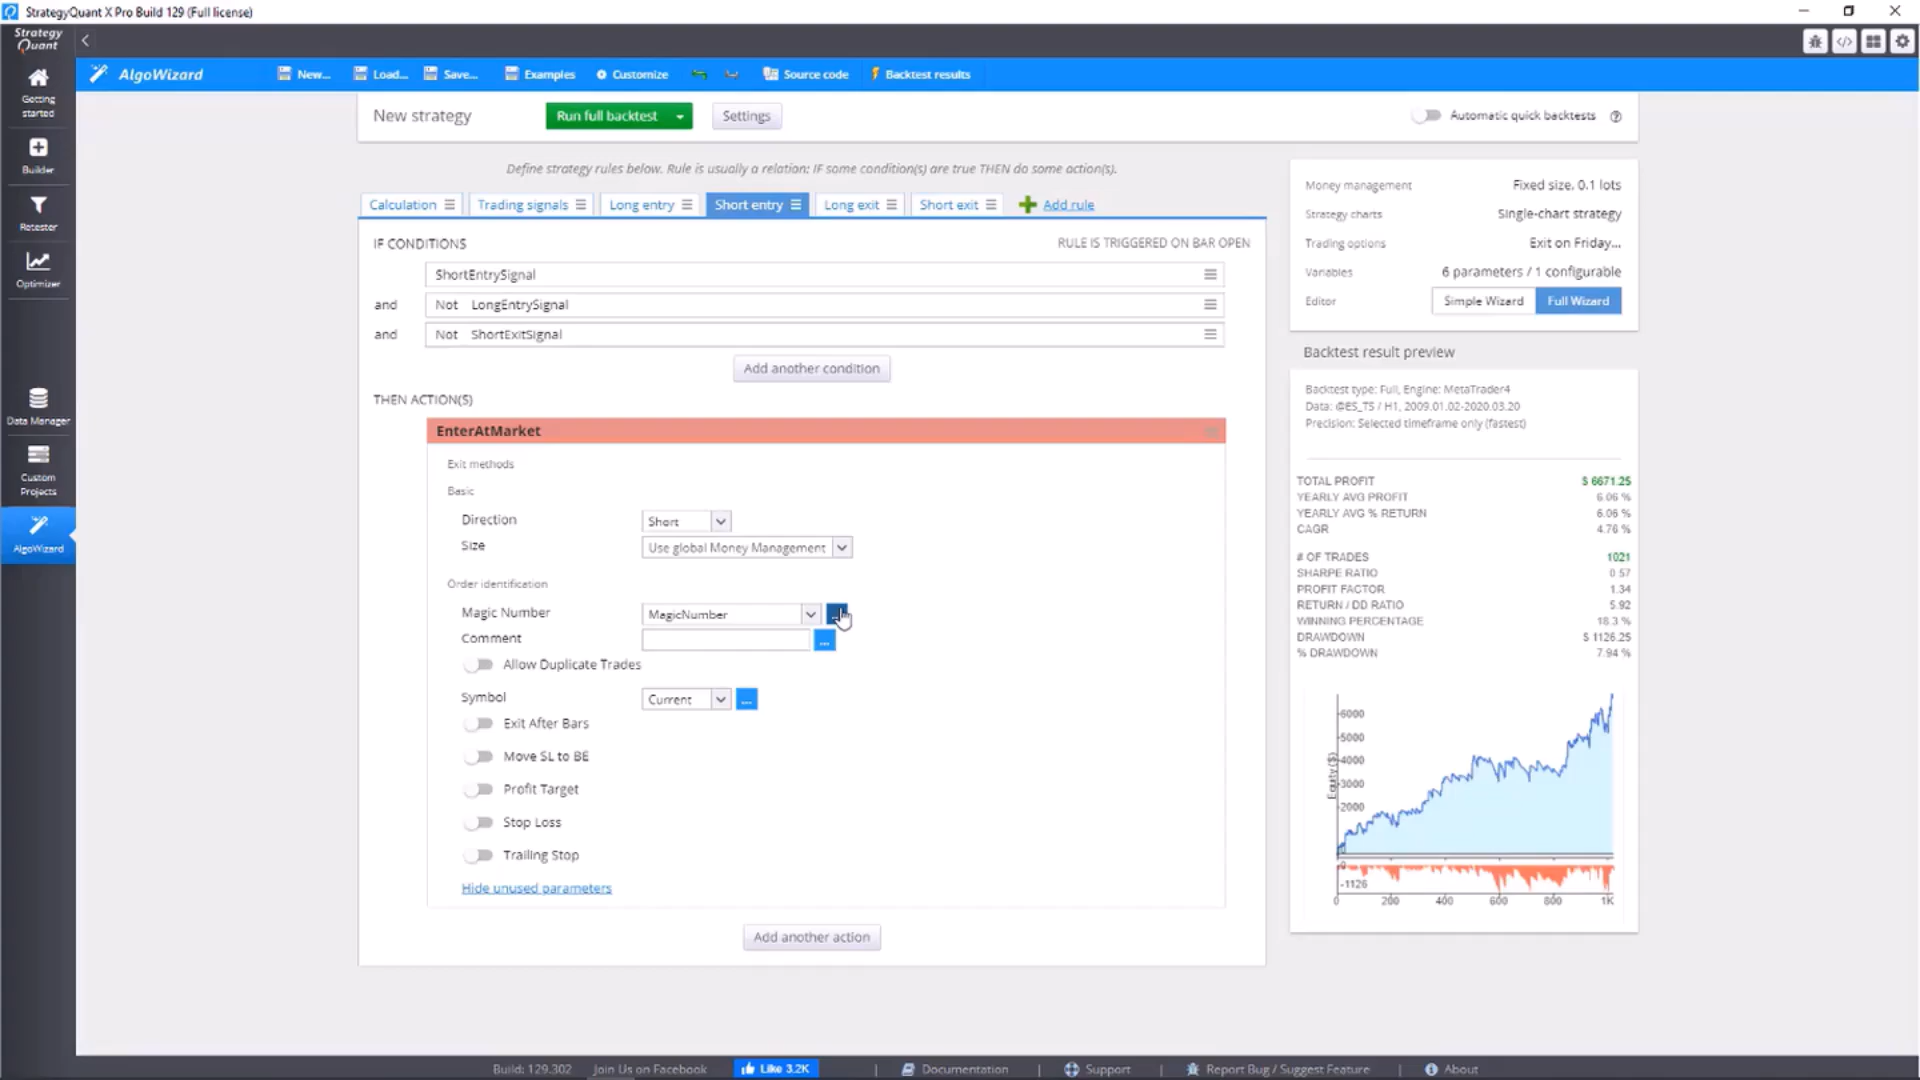 StrategyQuant X Pro Build 129 (Full license)
Strategy
Quant
AlgoWizard
New...
Load...
Save...
Examples
Customize
Source code
Backtest results
Getting
started
Builder
Retester
Optimizer
Data Manager
Custom
Projects
AlgoWizard
New strategy
Run full backtest
Settings
Automatic quick backtests
Define strategy rules below. Rule is usually a relation: IF some condition(s) are true THEN do some action(s).
Calculation
Trading signals
Long entry
Short entry
Long exit
Short exit
Add rule
IF CONDITIONS
RULE IS TRIGGERED ON BAR OPEN
ShortEntrySignal
and Not LongEntrySignal
and Not ShortExitSignal
Add another condition
THEN ACTION(S)
EnterAtMarket
Exit methods
Basic
Direction Short
Size Use global Money Management
Order identification
Magic Number MagicNumber
Comment ...
Allow Duplicate Trades
Symbol Current ...
Exit After Bars
Move SL to BE
Profit Target
Stop Loss
Trailing Stop
Hide unused parameters
Add another action
Money management Fixed size, 0.1 lots
Strategy charts Single-chart strategy
Trading options Exit on Friday...
Variables 6 parameters / 1 configurable
Editor Simple Wizard Full Wizard
Backtest result preview
Backtest type: Full, Engine: MetaTrader4
Data: @ES_TS / H1, 2009.01.02-2020.03.20
Precision: Selected timeframe only (fastest)
TOTAL PROFIT $ 6671.25
YEARLY AVG PROFIT 6.06 %
YEARLY AVG % RETURN 6.06 %
CAGR 4.76 %
# OF TRADES 1021
SHARPE RATIO 0.57
PROFIT FACTOR 1.34
RETURN / DD RATIO 5.92
WINNING PERCENTAGE 18.3 %
DRAWDOWN $ 1126.25
% DRAWDOWN 7.94 %
6000
5000
4000
3000
2000
Equity ($)
0
-1126
0 200 400 600 800 1K
Build: 129.302
Join Us on Facebook
Like 3.2K
Documentation
Support
Report Bug / Suggest Feature
About